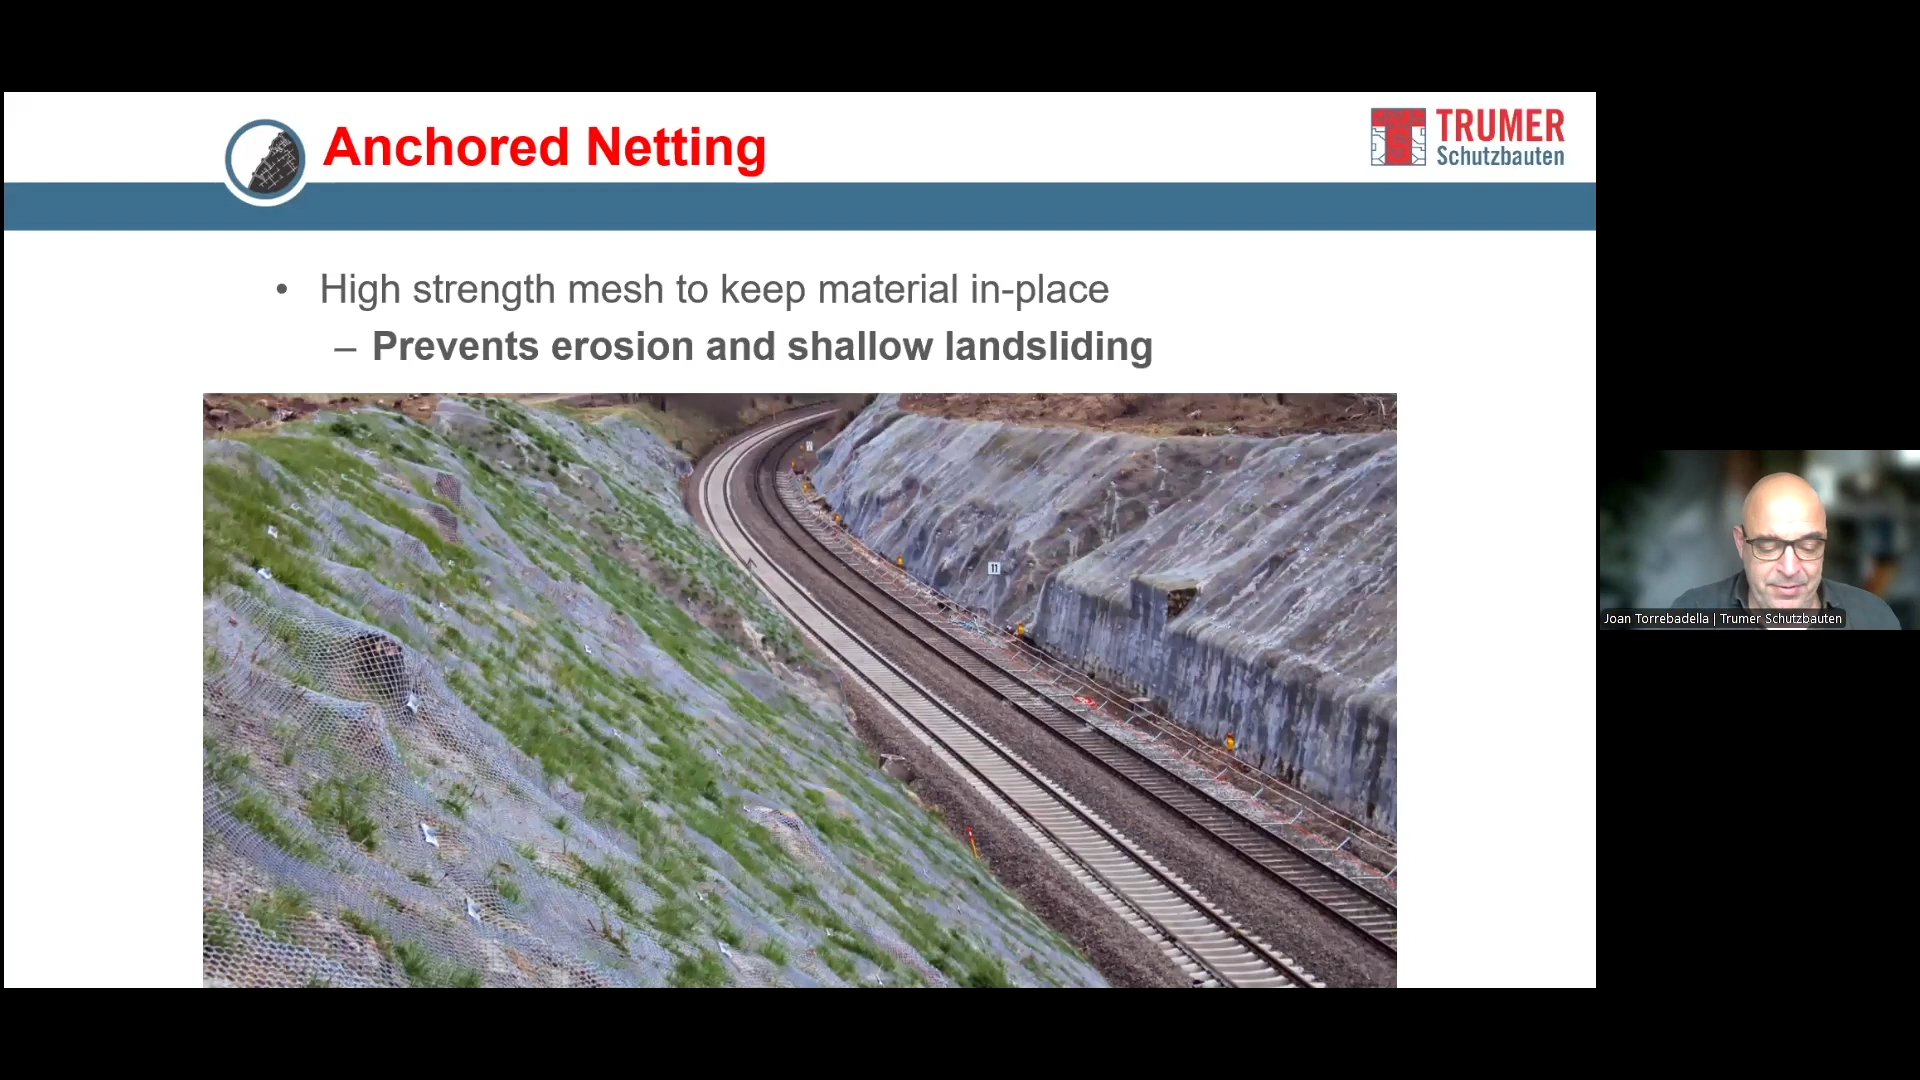 Anchored Netting
TRUMER
Schutzbauten
• High strength mesh to keep material in-place
– Prevents erosion and shallow landsliding
11
Joan Torrebadella | Trumer Schutzbauten